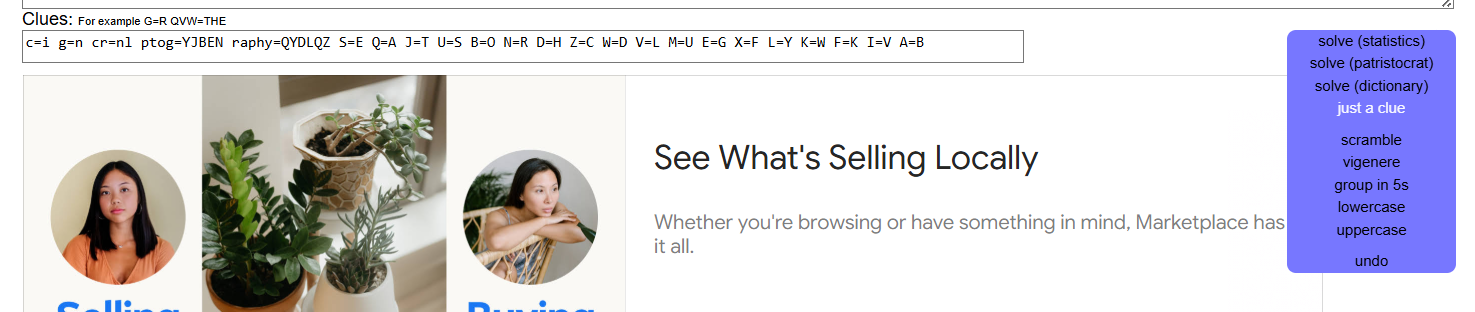 Clues: For example G=R QVW=THE
c=i g=n cr=nl ptog=YJBEN raphy=QYDLQZ S=E Q=A J=T U=S B=O N=R D=H Z=C W=D V=L M=U E=G X=F L=Y K=W F=K I=V A=B
solve (statistics)
solve (patristocrat)
solve (dictionary)
just a clue
scramble
vigenere
group in 5s
lowercase
uppercase
undo
See What's Selling Locally
Whether you're browsing or have something in mind, Marketplace has
it all.
Selling
Buying